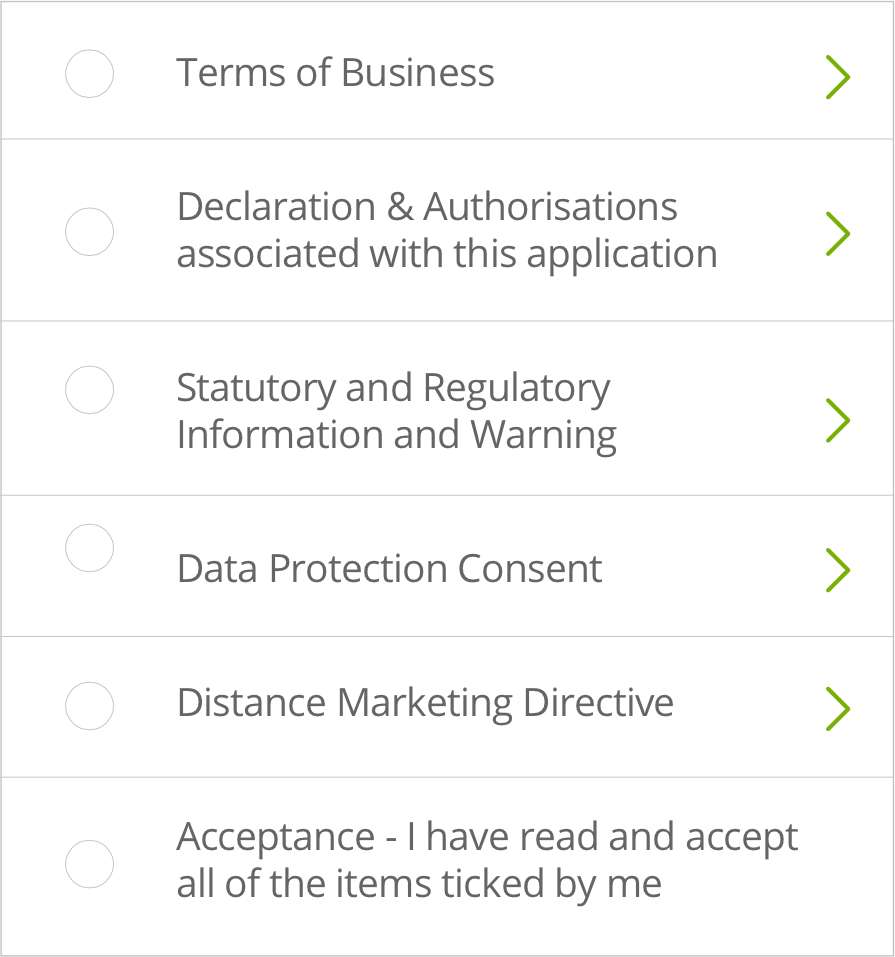 Terms of Business
Declaration & Authorisations
associated with this application
Statutory and Regulatory
Information and Warning
Data Protection Consent
Distance Marketing Directive
Acceptance - I have read and accept
all of the items ticked by me